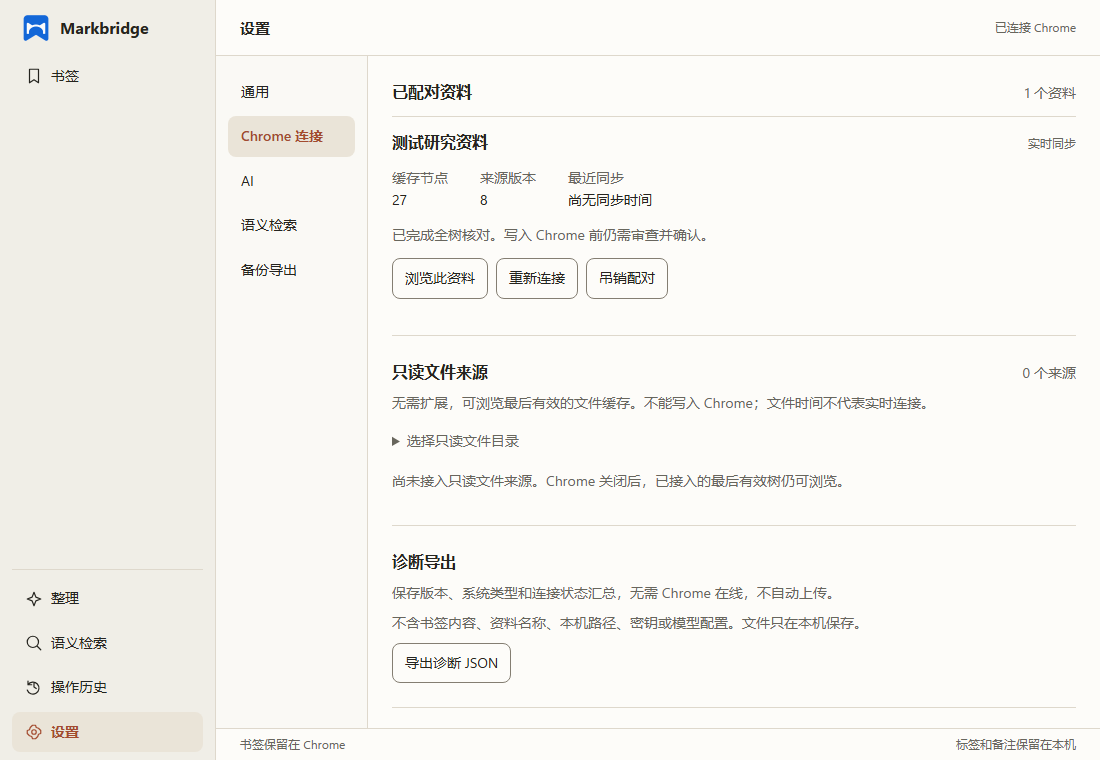 Markbridge
书签
整理
语义检索
操作历史
设置
设置
已连接 Chrome
通用
Chrome 连接
AI
语义检索
备份导出
已配对资料
1 个资料
测试研究资料
实时同步
缓存节点 来源版本 最近同步
27 8 尚无同步时间
已完成全树核对。写入 Chrome 前仍需审查并确认。
浏览此资料 重新连接 吊销配对
只读文件来源
0 个来源
无需扩展，可浏览最后有效的文件缓存。不能写入 Chrome；文件时间不代表实时连接。
选择只读文件目录
尚未接入只读文件来源。Chrome 关闭后，已接入的最后有效树仍可浏览。
诊断导出
保存版本、系统类型和连接状态汇总，无需 Chrome 在线，不自动上传。
不含书签内容、资料名称、本机路径、密钥或模型配置。文件只在本机保存。
导出诊断 JSON
书签保留在 Chrome
标签和备注保留在本机